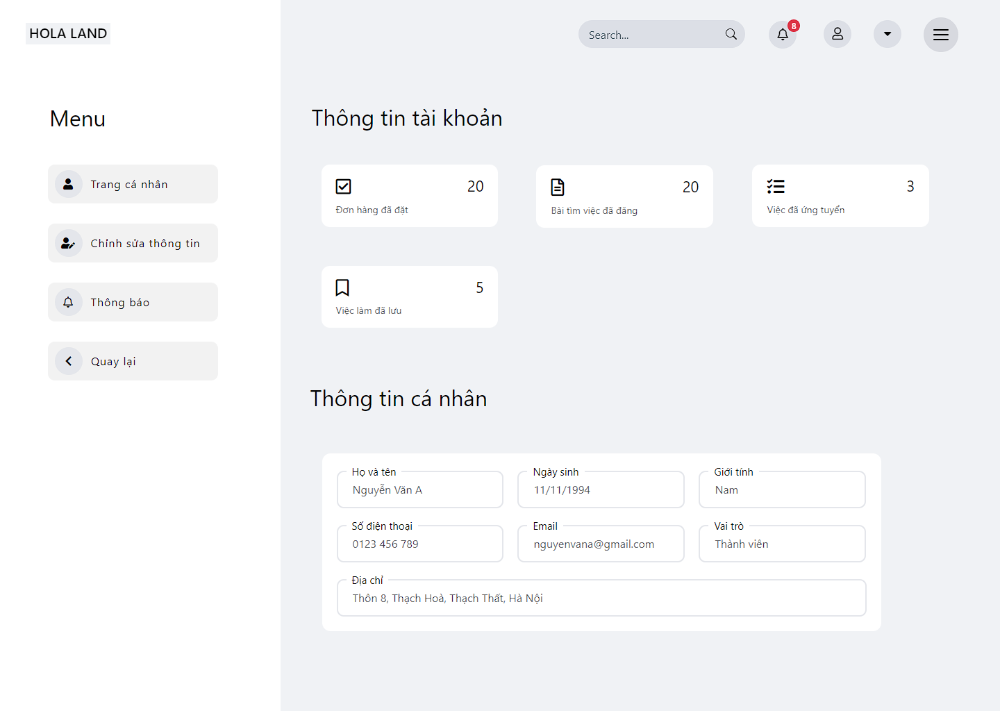 HOLA LAND
Search...
8
Menu
Trang cá nhân
Chỉnh sửa thông tin
Thông báo
Quay lại
Thông tin tài khoản
20
Đơn hàng đã đặt
20
Bài tìm việc đã đăng
3
Việc đã ứng tuyển
5
Việc làm đã lưu
Thông tin cá nhân
Họ và tên
Nguyễn Văn A
Ngày sinh
11/11/1994
Giới tính
Nam
Số điện thoại
0123 456 789
Email
nguyenvana@gmail.com
Vai trò
Thành viên
Địa chỉ
Thôn 8, Thạch Hoà, Thạch Thất, Hà Nội